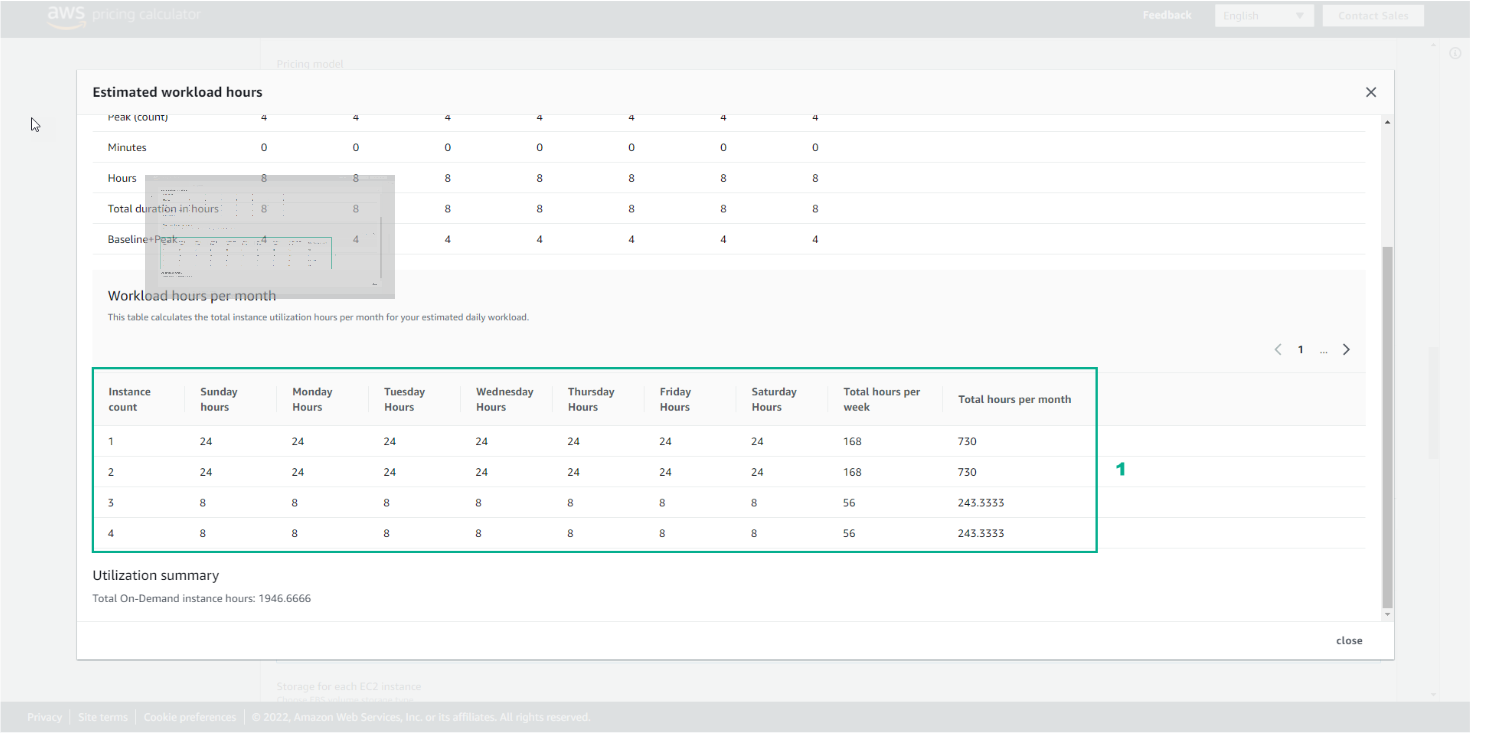 aws pricing calculator
Feedback English Contact Sales
Pricing model
Estimated workload hours
Peak (count) 4 4 4 4 4 4 4
Minutes 0 0 0 0 0 0 0
Hours 8 8 8 8 8 8 8
Total duration in hours 8 8 8 8 8 8 8
Baseline+Peak 4 4 4 4 4 4 4
Workload hours per month
This table calculates the total instance utilization hours per month for your estimated daily workload.
1 ...
Instance count Sunday hours Monday Hours Tuesday Hours Wednesday Hours Thursday Hours Friday Hours Saturday Hours Total hours per week Total hours per month
1 24 24 24 24 24 24 24 168 730
2 24 24 24 24 24 24 24 168 730
1
3 8 8 8 8 8 8 8 56 243.3333
4 8 8 8 8 8 8 8 56 243.3333
Utilization summary
Total On-Demand instance hours: 1946.6666
close
Storage for each EC2 instance
Privacy Site terms Cookie preferences © 2022, Amazon Web Services, Inc. or its affiliates. All rights reserved.